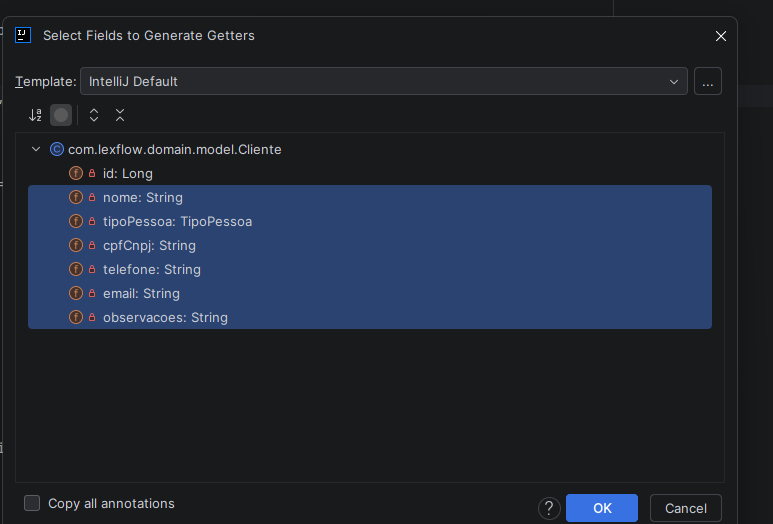 IJ Select Fields to Generate Getters
Template: IntelliJ Default ...
com.lexflow.domain.model.Cliente
id: Long
nome: String
tipoPessoa: TipoPessoa
cpfCnpj: String
telefone: String
email: String
observacoes: String
Copy all annotations
? OK Cancel